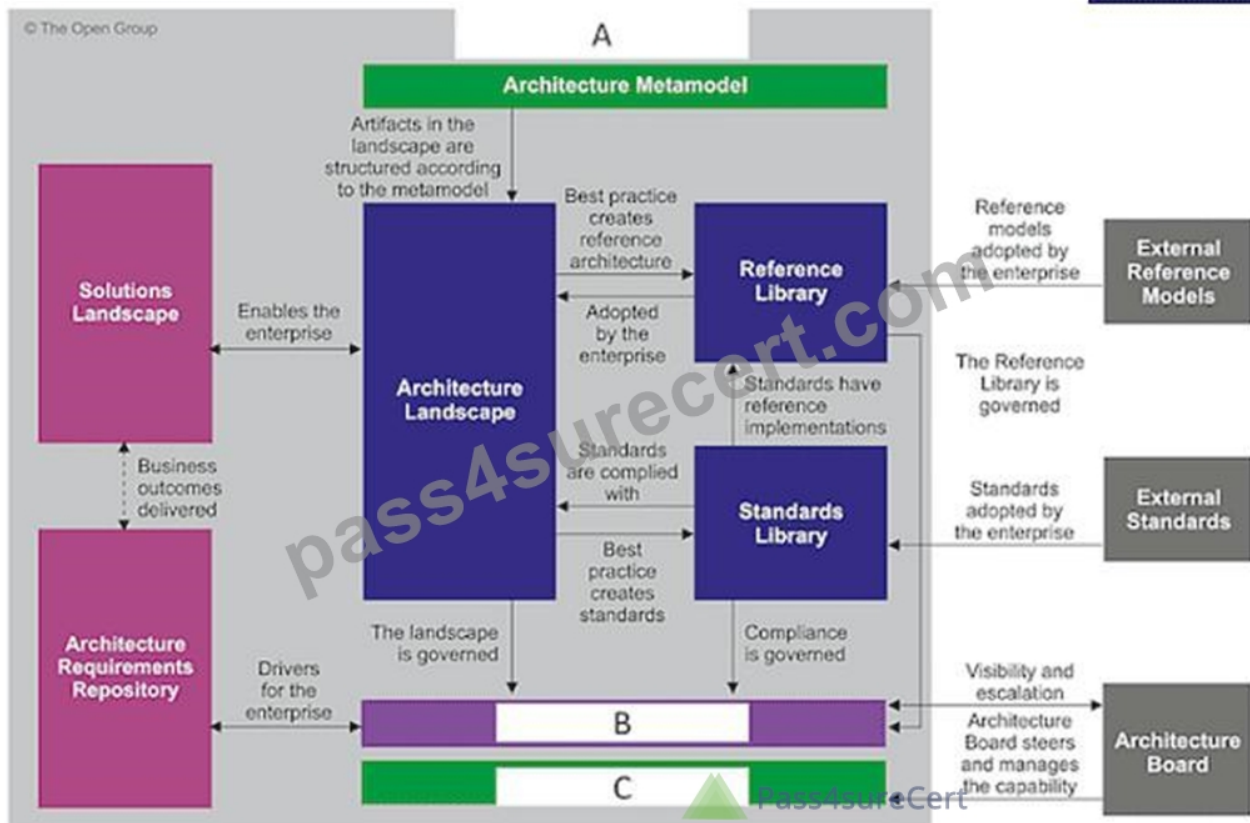 © The Open Group
A
Architecture Metamodel
Artifacts in the
landscape are
structured according
to the metamodel
Best practice
creates
reference
architecture
Reference
models
adopted by
the enterprise
External
Reference
Models
Solutions
Landscape
Enables the
enterprise
Reference
Library
Adopted
by the
enterprise
Architecture
Landscape
Standards have
reference
implementations
The Reference
Library is
governed
Business
outcomes
delivered
Standards
are complied
with
Standards
Library
Standards
adopted by
the enterprise
External
Standards
Best
practice
creates
standards
Architecture
Requirements
Repository
The landscape
is governed
Compliance
is governed
Drivers
for the
enterprise
B
Visibility and
escalation
Architecture
Board steers
and manages
the capability
Architecture
Board
C
pass4surecert.com
Pass4sureCert